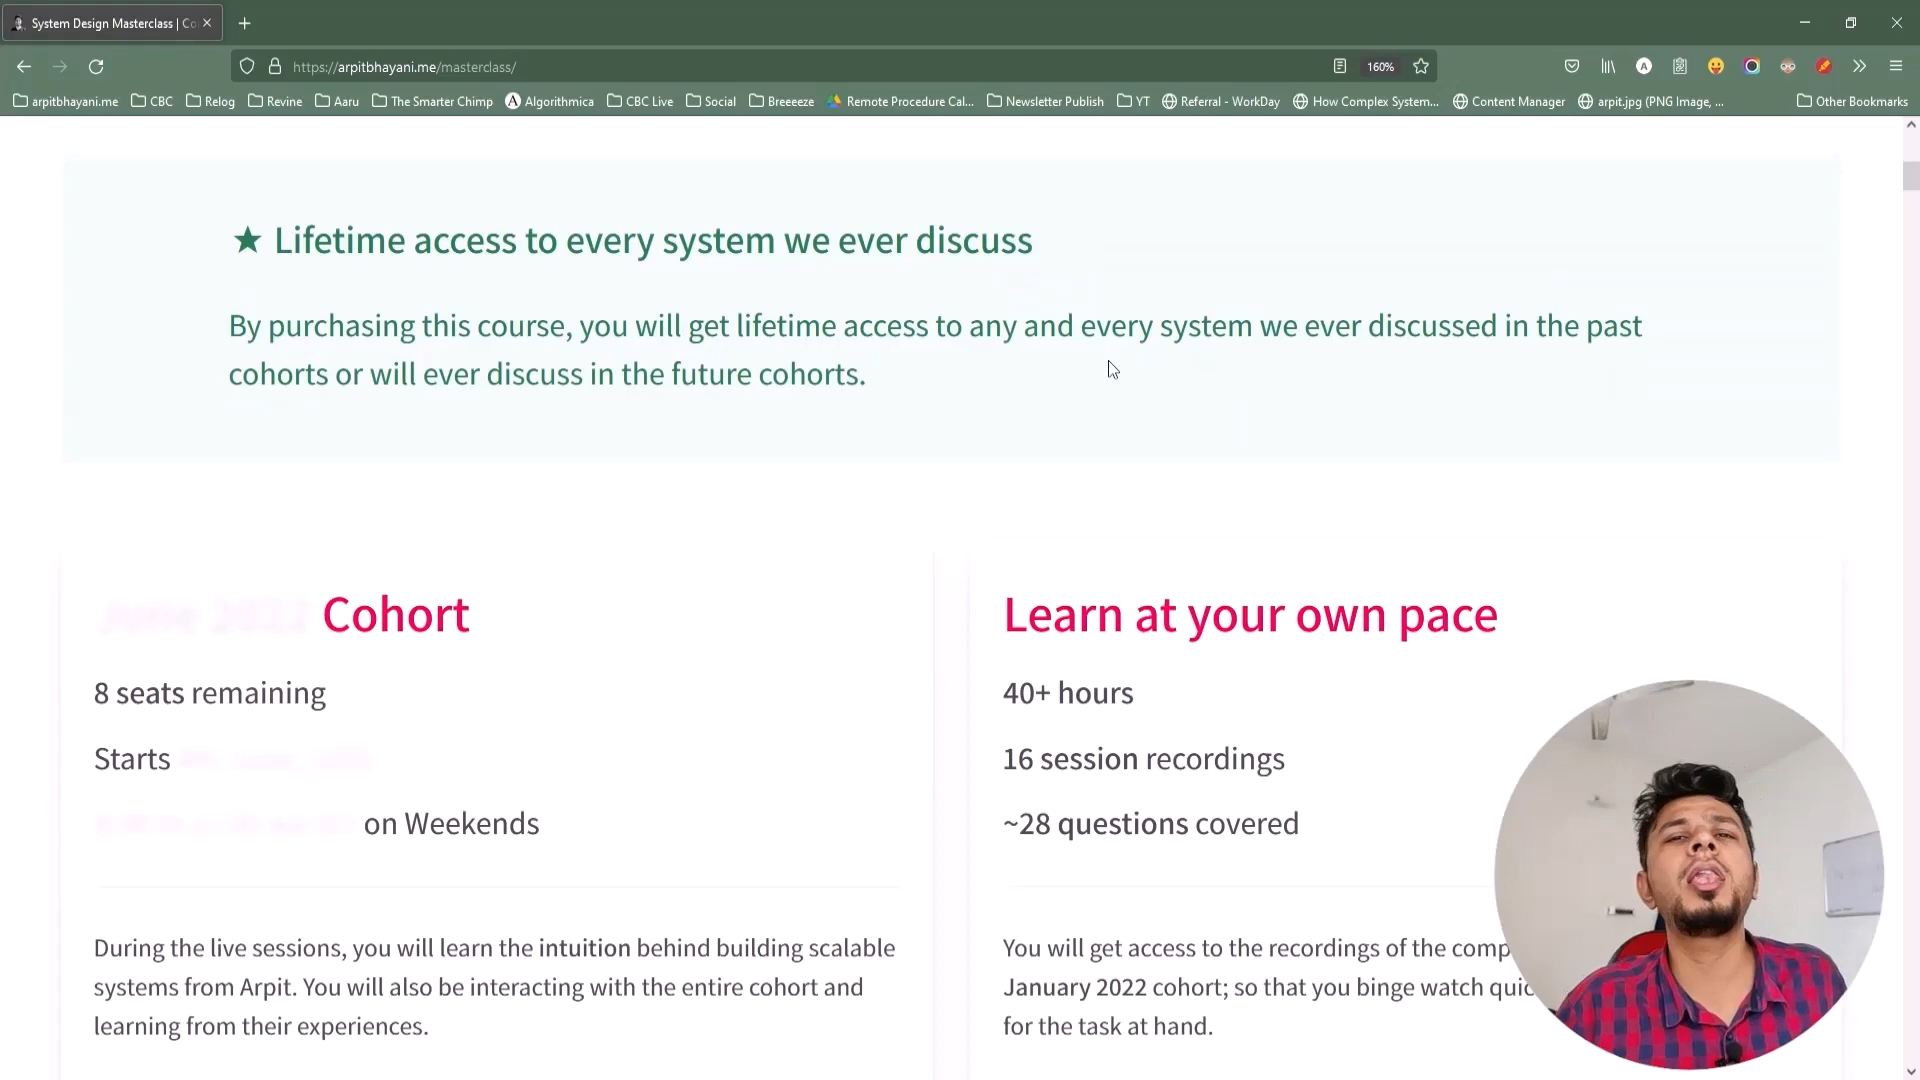 System Design Masterclass | Co
https://arpitbhayani.me/masterclass/
160%
arpitbhayani.me
CBC
Relog
Revine
Aaru
The Smarter Chimp
Algorithmica
CBC Live
Social
Breeeeze
Remote Procedure Cal...
Newsletter Publish
YT
Referral - WorkDay
How Complex System...
Content Manager
arpit.jpg (PNG Image, ...
Other Bookmarks
★ Lifetime access to every system we ever discuss
By purchasing this course, you will get lifetime access to any and every system we ever discussed in the past
cohorts or will ever discuss in the future cohorts.
June 2022 Cohort
8 seats remaining
Starts
on Weekends
During the live sessions, you will learn the intuition behind building scalable
systems from Arpit. You will also be interacting with the entire cohort and
learning from their experiences.
Learn at your own pace
40+ hours
16 session recordings
~28 questions covered
You will get access to the recordings of the comp
January 2022 cohort; so that you binge watch quic
for the task at hand.